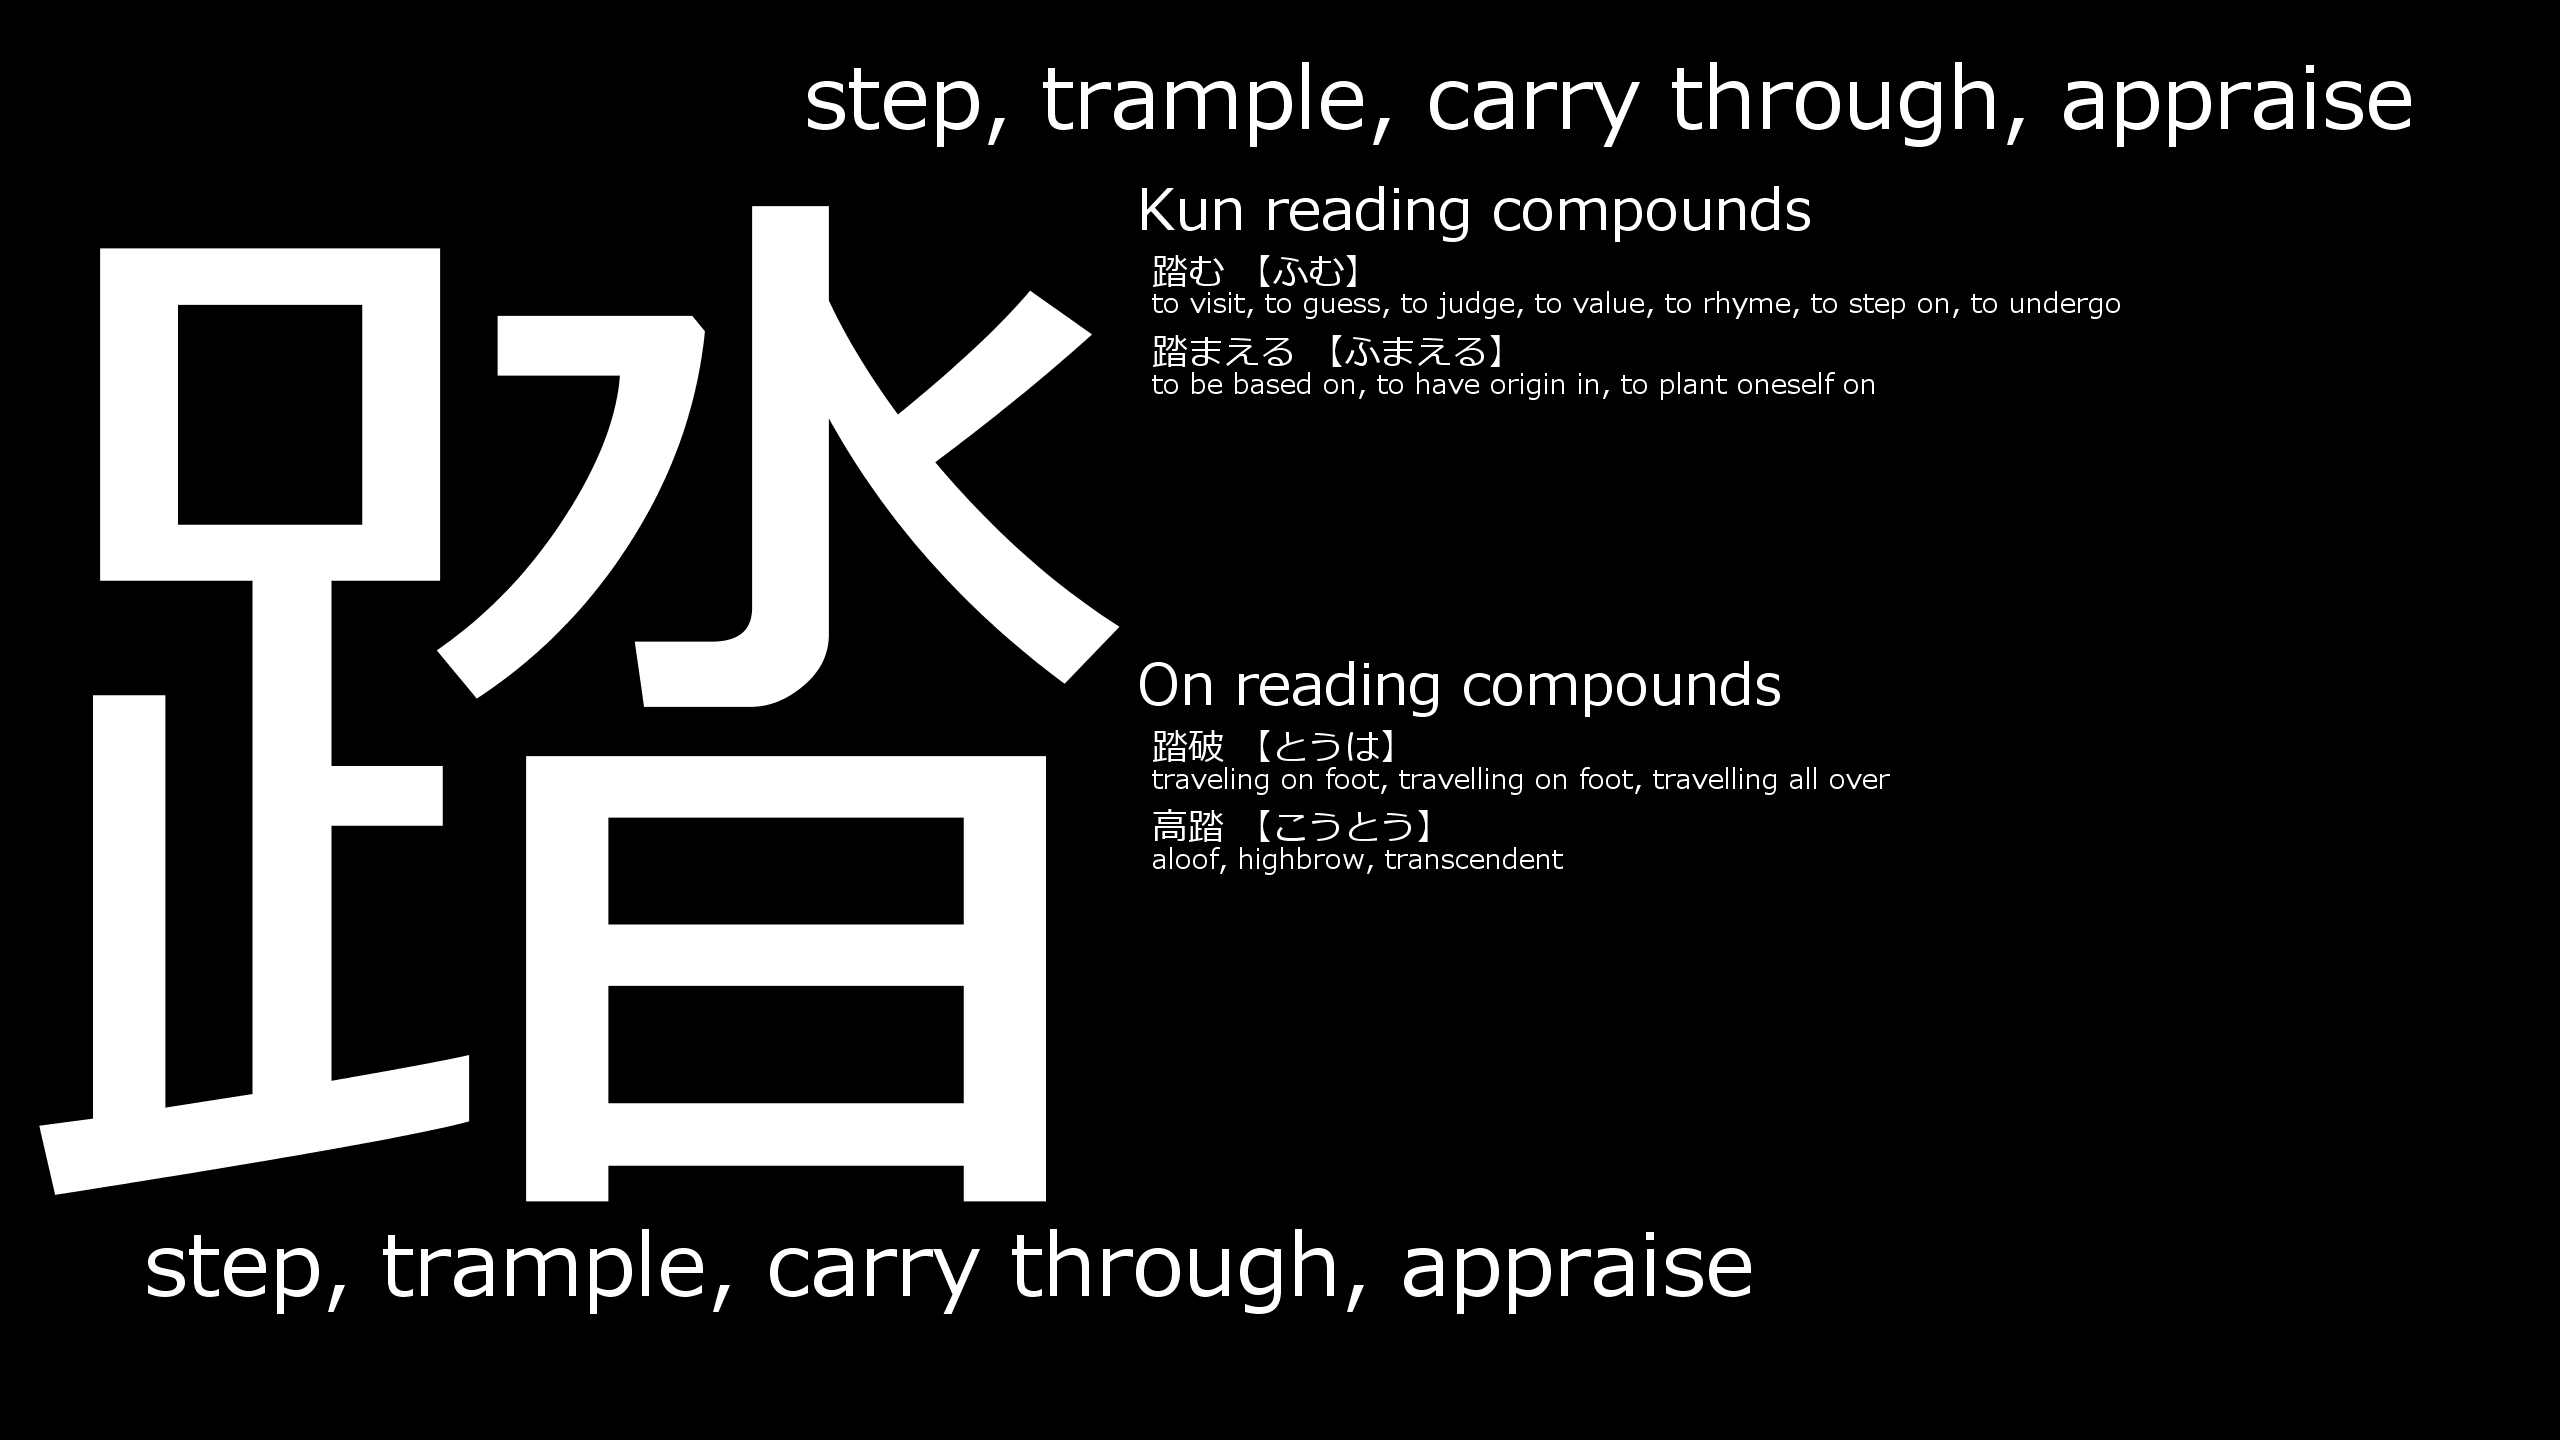 step, trample, carry through, appraise
踏
Kun reading compounds
踏む 【ふむ】
to visit, to guess, to judge, to value, to rhyme, to step on, to undergo
踏まえる 【ふまえる】
to be based on, to have origin in, to plant oneself on
On reading compounds
踏破 【とうは】
traveling on foot, travelling on foot, travelling all over
高踏 【こうとう】
aloof, highbrow, transcendent
step, trample, carry through, appraise